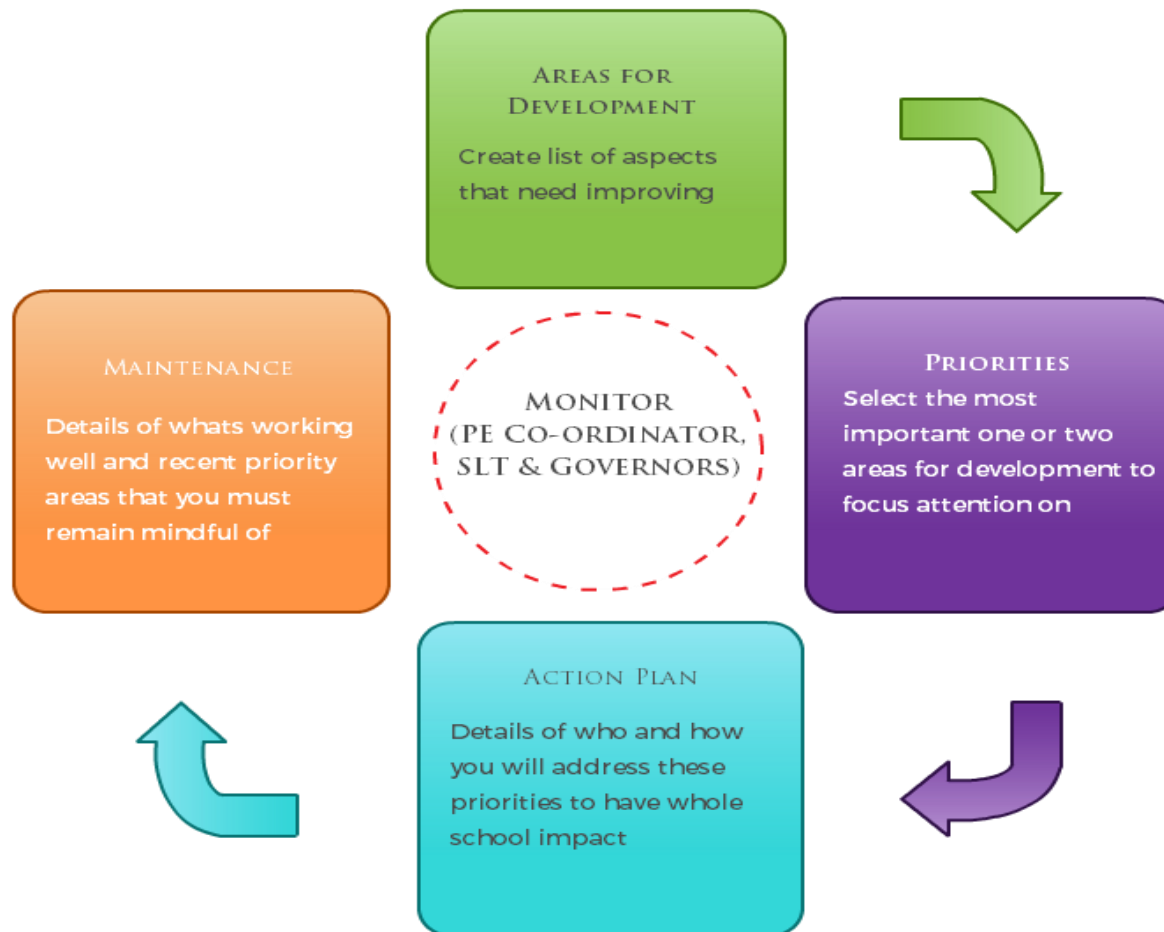 AREAS FOR
DEVELOPMENT
Create list of aspects
that need improving
PRIORITIES
Select the most
important one or two
areas for development to
focus attention on
ACTION PLAN
Details of who and how
you will address these
priorities to have whole
school impact
MAINTENANCE
Details of whats working
well and recent priority
areas that you must
remain mindful of
MONITOR
(PE CO-ORDINATOR,
SLT & GOVERNORS)